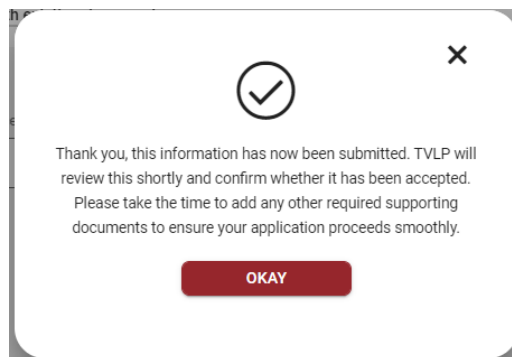 Thank you, this information has now been submitted. TVLP will
review this shortly and confirm whether it has been accepted.
Please take the time to add any other required supporting
documents to ensure your application proceeds smoothly.
OKAY